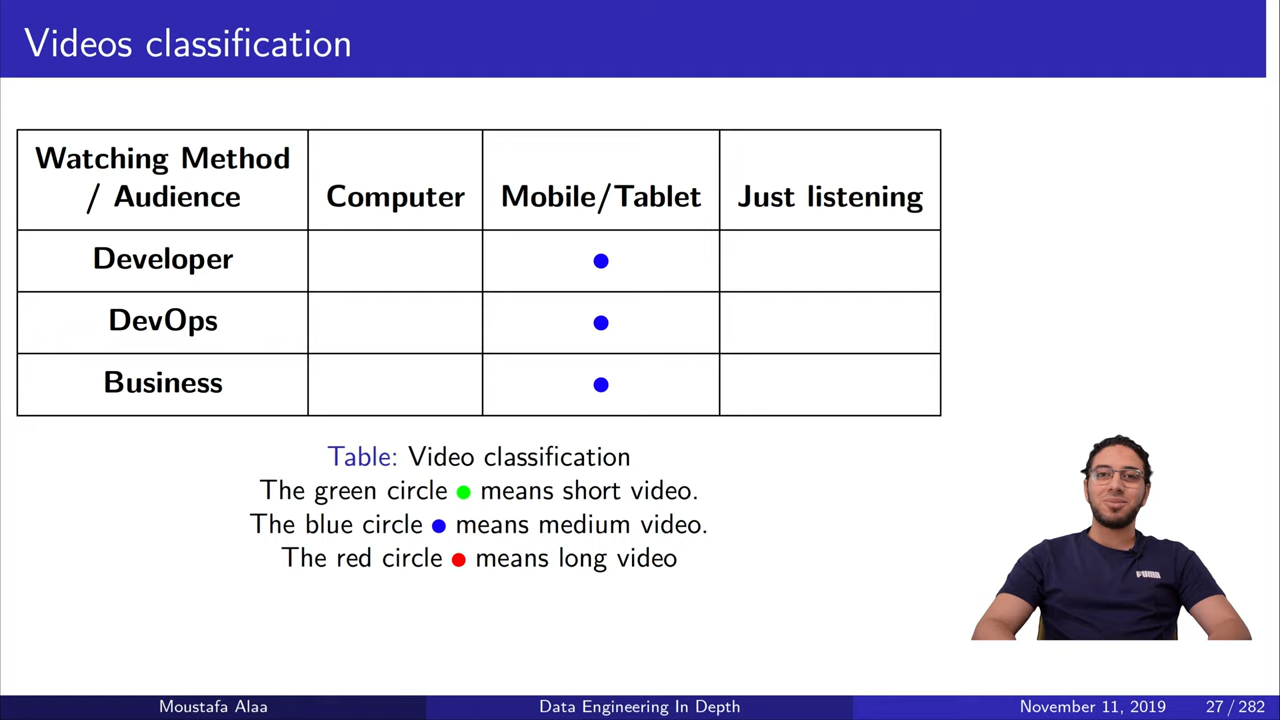 Videos classification
Watching Method
/ Audience
Computer
Mobile/Tablet
Just listening
Developer
DevOps
Business
Table: Video classification
The green circle means short video.
The blue circle means medium video.
The red circle means long video
PUMA
Moustafa Alaa
Data Engineering In Depth
November 11, 2019
27 / 282